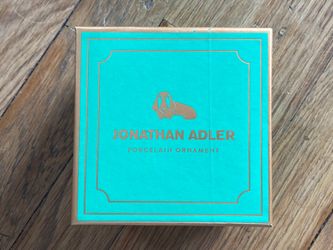 JONATHAN ADLER
PORCELAIN ORNAMENT